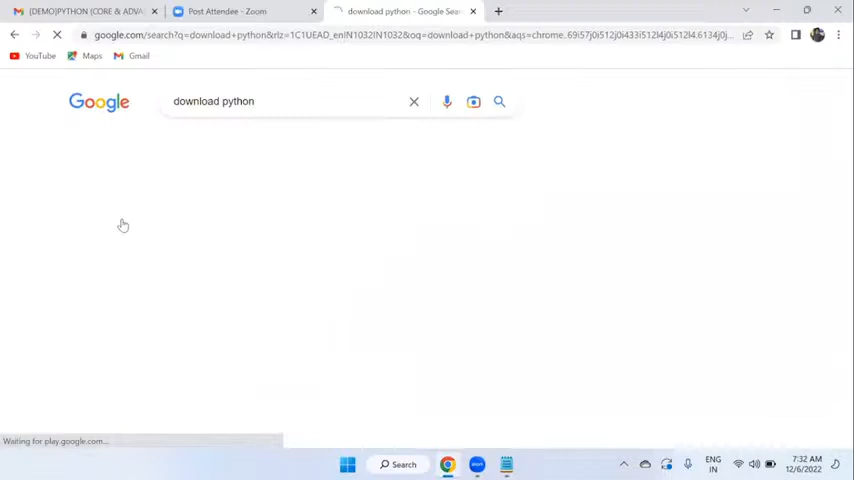 [DEMO]PYTHON (CORE & ADVA
Post Attendee - Zoom
download python - Google Sea
google.com/search?q=download+python&rlz=1C1UEAD_enIN1032IN1032&oq=download+python&aqs=chrome..69i57j0i512j0i433i512l4j0i512l4.6134j0j...
YouTube
Maps
Gmail
Google
download python
Waiting for play.google.com...
Search
zoom
ENG
IN
7:32 AM
12/6/2022